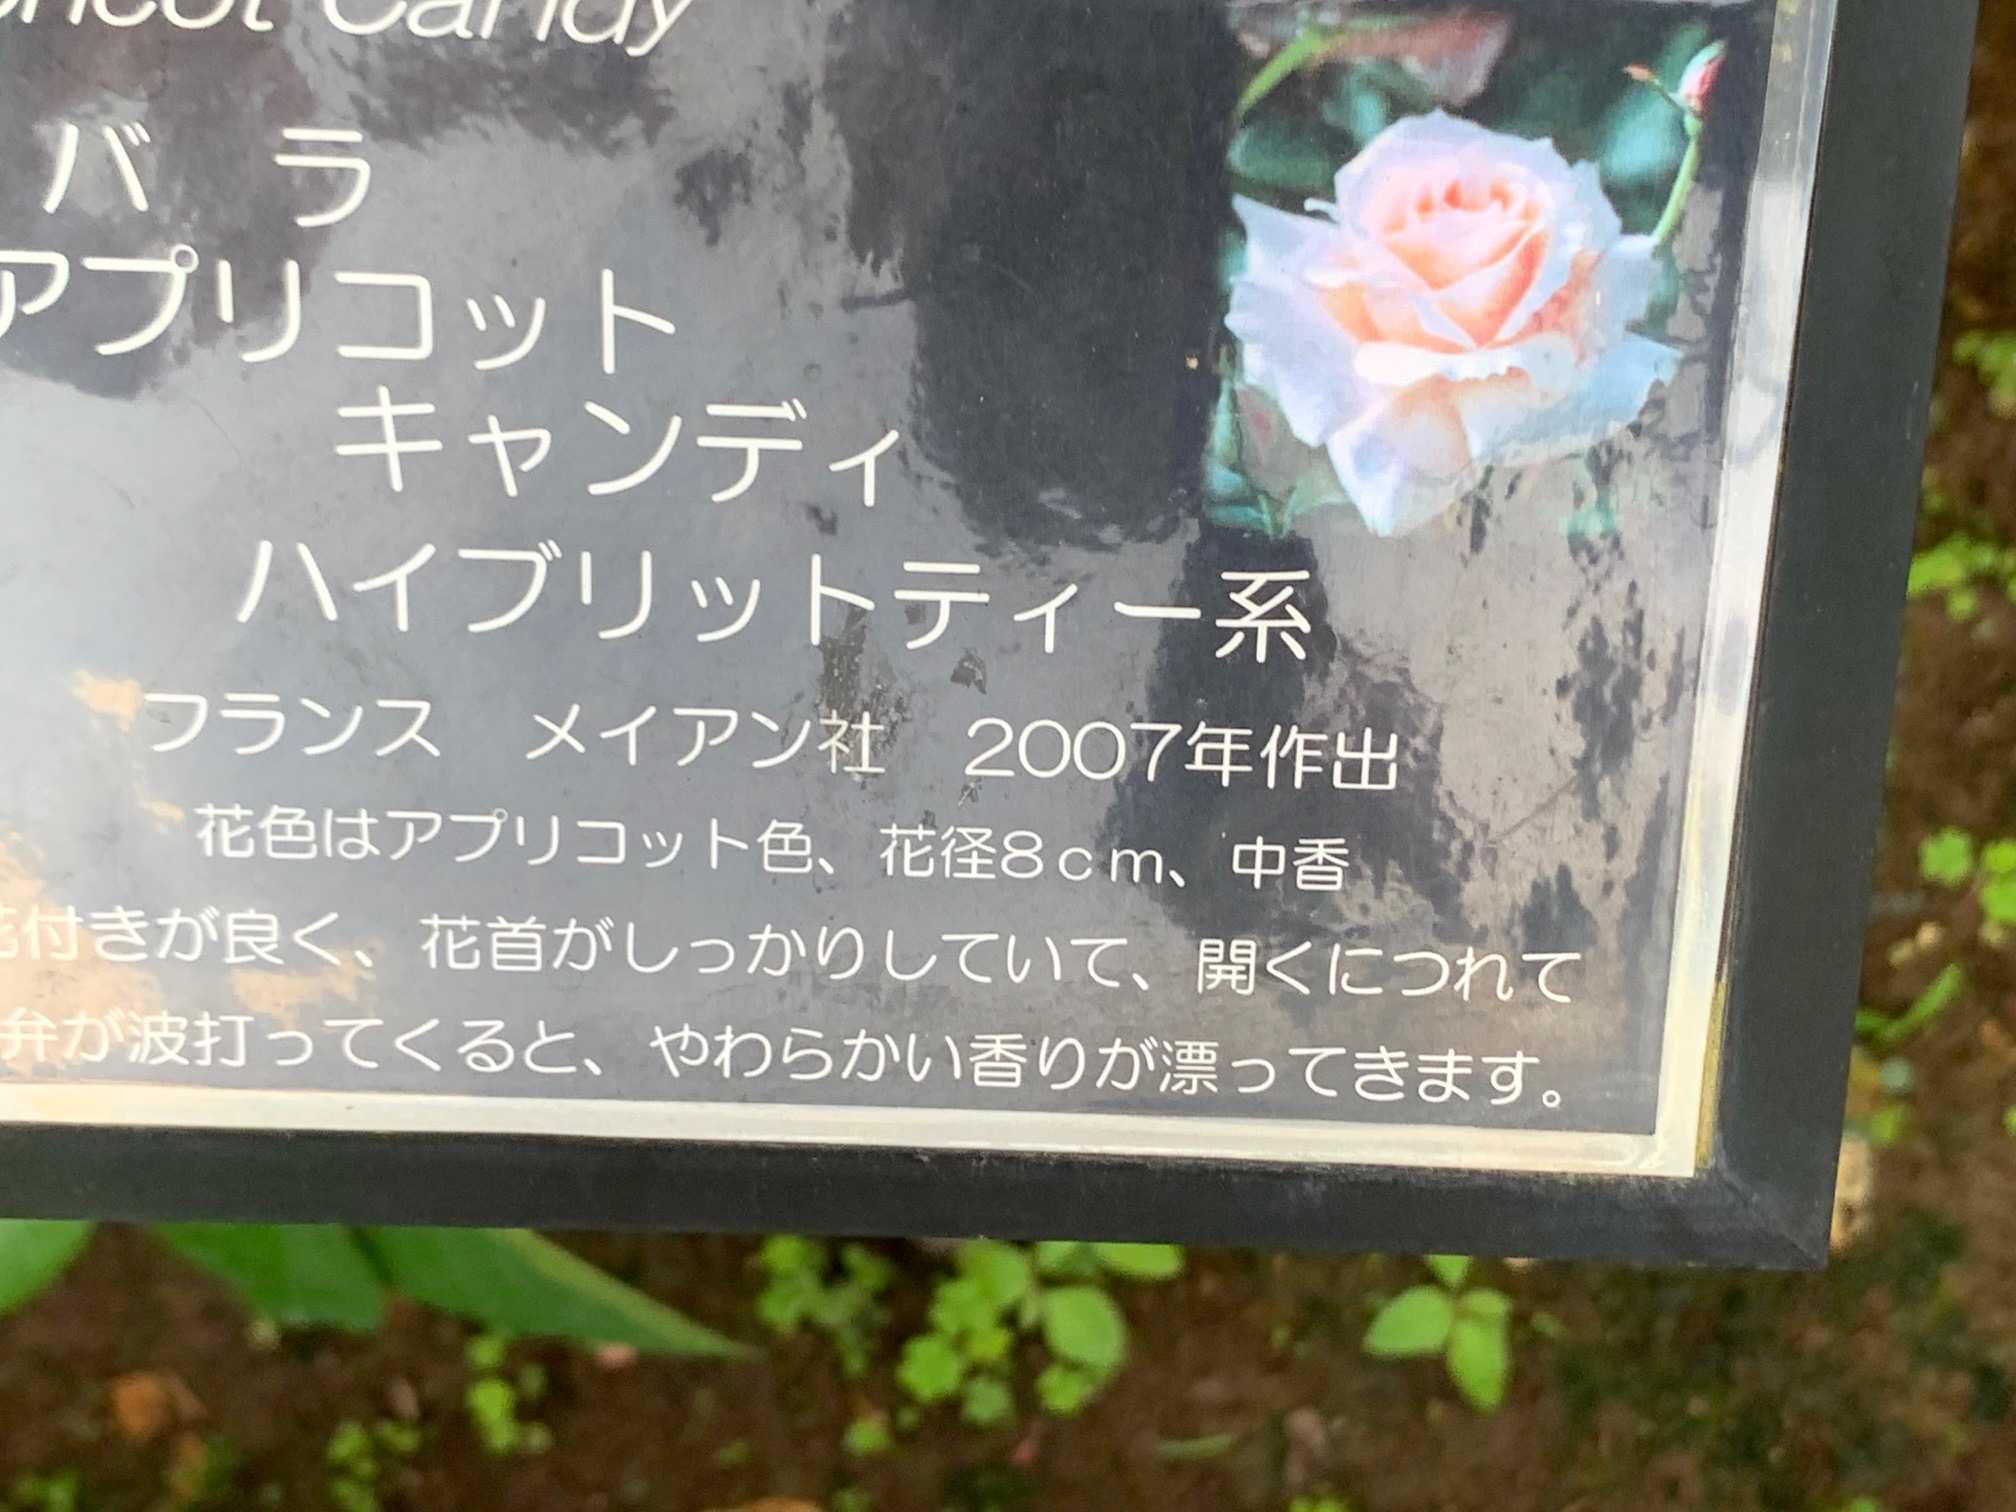 Candy
バラ
アプリコット
キャンディ
ハイブリットティー系
フランス　メイアン社　2007年作出
花色はアプリコット色、花径8cm、中香
花付きが良く、花首がしっかりしていて、開くにつれて
弁が波打ってくると、やわらかい香りが漂ってきます。